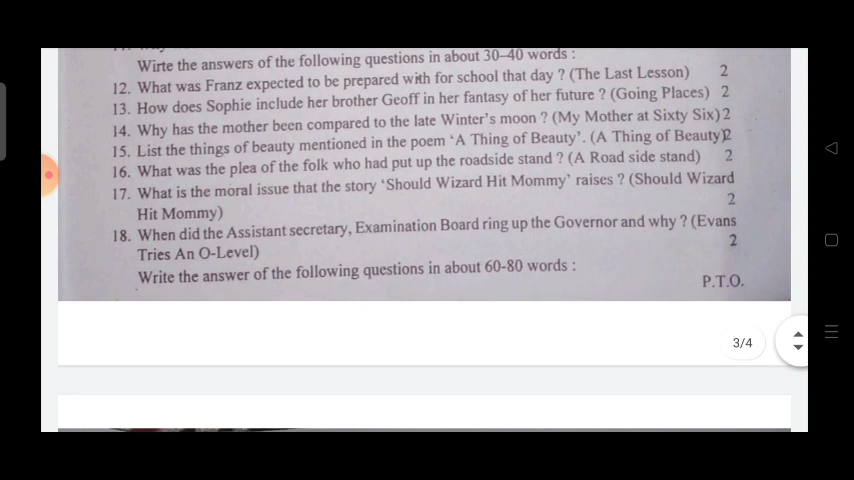 Wirte the answers of the following questions in about 30-40 words :
12. What was Franz expected to be prepared with for school that day ? (The Last Lesson) 2
13. How does Sophie include her brother Geoff in her fantasy of her future ? (Going Places) 2
14. Why has the mother been compared to the late Winter's moon ? (My Mother at Sixty Six) 2
15. List the things of beauty mentioned in the poem 'A Thing of Beauty'. (A Thing of Beauty) 2
16. What was the plea of the folk who had put up the roadside stand ? (A Road side stand) 2
17. What is the moral issue that the story 'Should Wizard Hit Mommy' raises ? (Should Wizard
Hit Mommy) 2
18. When did the Assistant secretary, Examination Board ring up the Governor and why ? (Evans
Tries An O-Level) 2
Write the answer of the following questions in about 60-80 words :
P.T.O.
3/4